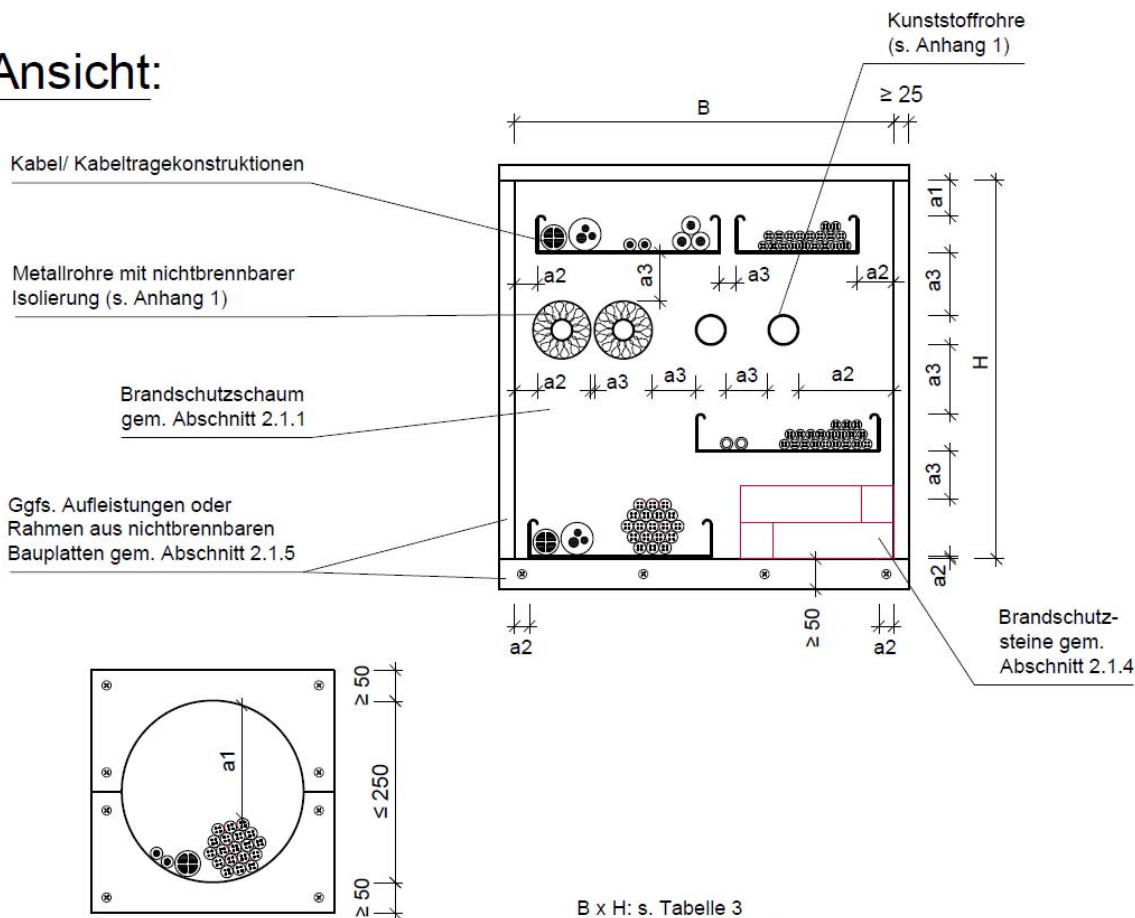 Ansicht:
Kunststoffrohre
(s. Anhang 1)
≥ 25
B
Kabel/ Kabeltragekonstruktionen
a1
a2
a3
a3
a2
a3
Metallrohre mit nichtbrennbarer
Isolierung (s. Anhang 1)
H
a3
a2
a3
a3
a3
a2
Brandschutzschaum
gem. Abschnitt 2.1.1
a3
Ggfs. Aufleistungen oder
Rahmen aus nichtbrennbaren
Bauplatten gem. Abschnitt 2.1.5
a2
≥ 50
a2
a2
Brandschutz-
steine gem.
Abschnitt 2.1.4
≥ 50
a1
≤ 250
≥ 50
B x H: s. Tabelle 3